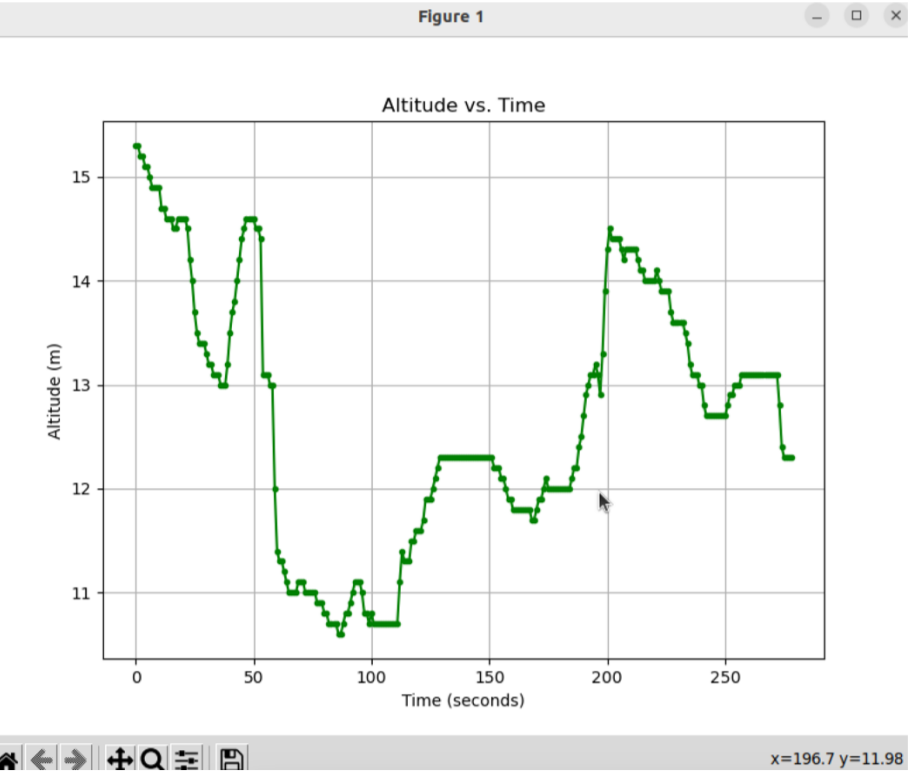 Figure 1
Altitude vs. Time
15
14
13
12
11
Altitude (m)
0 50 100 150 200 250
Time (seconds)
x=196.7 y=11.98